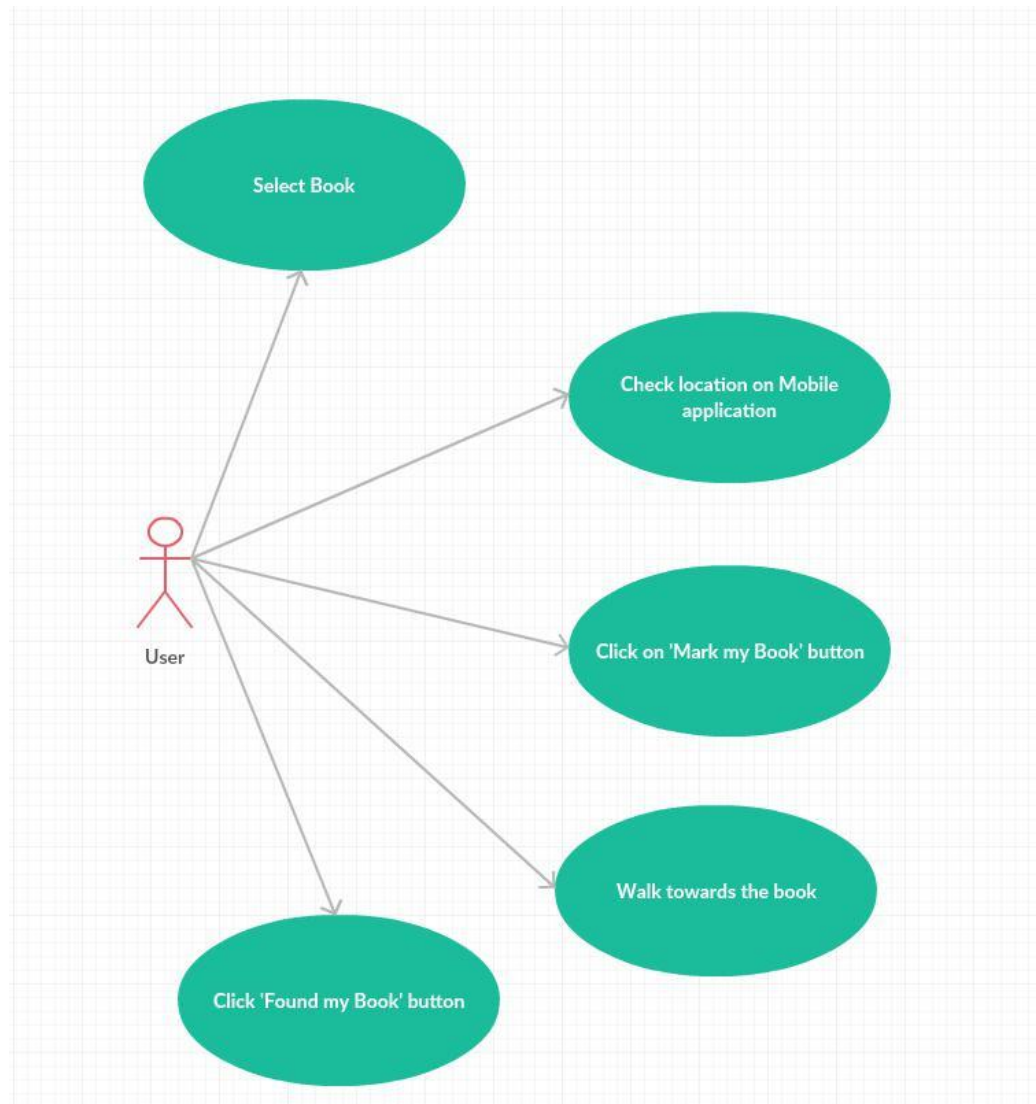 Select Book
Check location on Mobile
application
User
Click on 'Mark my Book' button
Walk towards the book
Click 'Found my Book' button